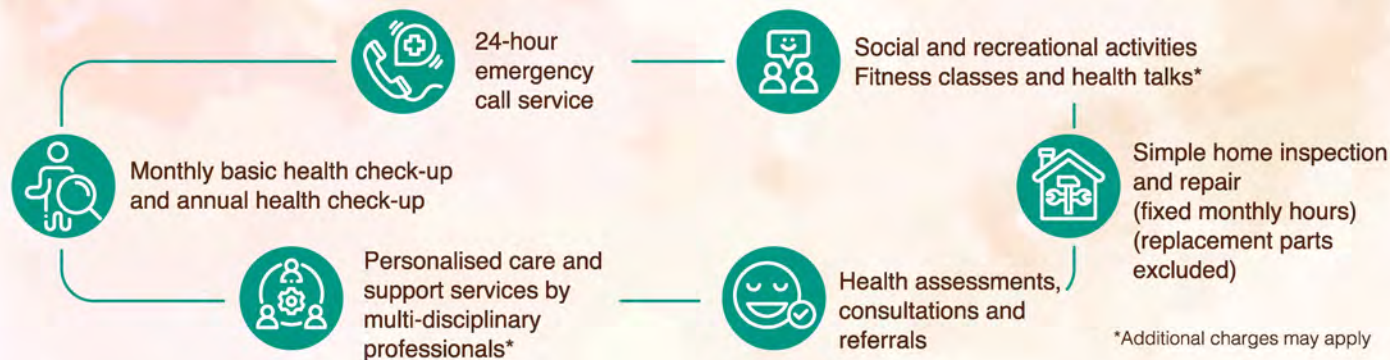 24-hour
emergency
call service
Social and recreational activities
Fitness classes and health talks*
Monthly basic health check-up
and annual health check-up
Simple home inspection
and repair
(fixed monthly hours)
(replacement parts
excluded)
Personalised care and
support services by
multi-disciplinary
professionals*
Health assessments,
consultations and
referrals
*Additional charges may apply